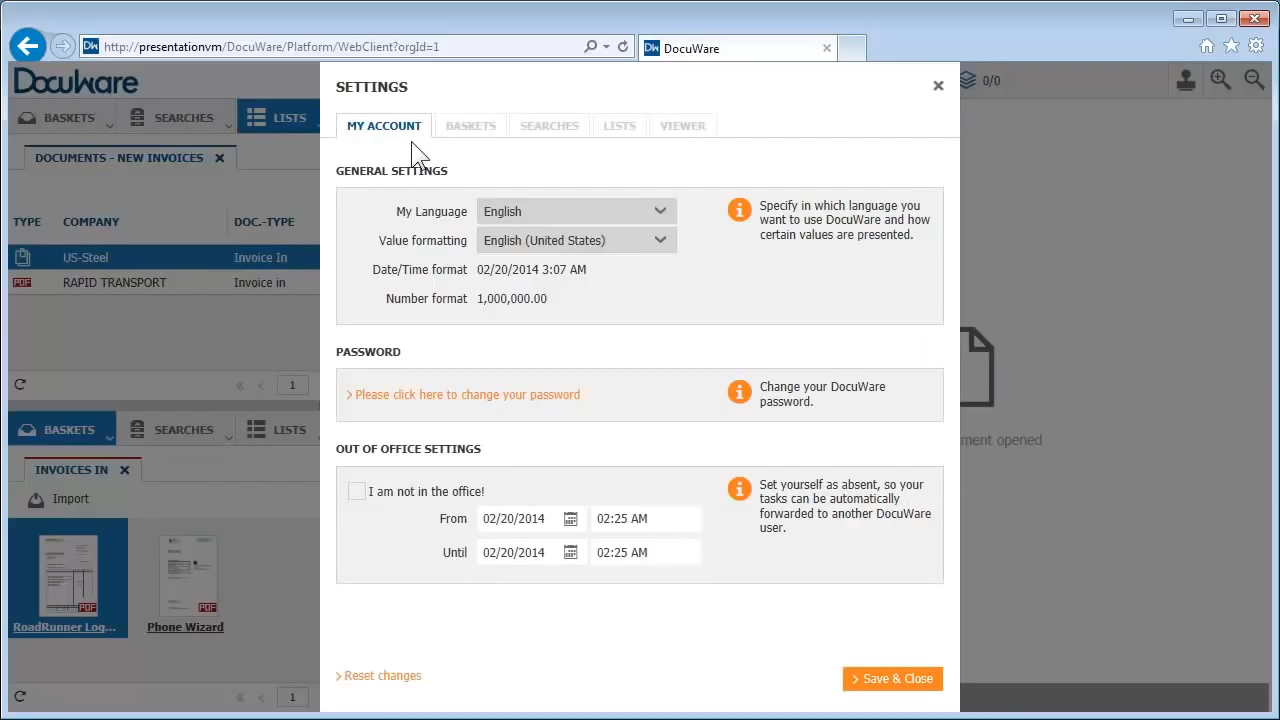 http://presentationvm/DocuWare/Platform/WebClient?orgId=1
DocuWare
DocuWare
0/0
BASKETS
SEARCHES
LISTS
DOCUMENTS - NEW INVOICES
TYPE
COMPANY
DOC.-TYPE
US-Steel
Invoice In
PDF
RAPID TRANSPORT
Invoice in
1
BASKETS
SEARCHES
LISTS
INVOICES IN
Import
PDF
PDF
RoadRunner Log...
Phone Wizard
1
SETTINGS
MY ACCOUNT
BASKETS
SEARCHES
LISTS
VIEWER
GENERAL SETTINGS
My Language
English
Value formatting
English (United States)
Date/Time format
02/20/2014 3:07 AM
Number format
1,000,000.00
Specify in which language you
want to use DocuWare and how
certain values are presented.
PASSWORD
Please click here to change your password
Change your DocuWare
password.
OUT OF OFFICE SETTINGS
I am not in the office!
From
02/20/2014
02:25 AM
Until
02/20/2014
02:25 AM
Set yourself as absent, so your
tasks can be automatically
forwarded to another DocuWare
user.
Reset changes
Save & Close
ment opened